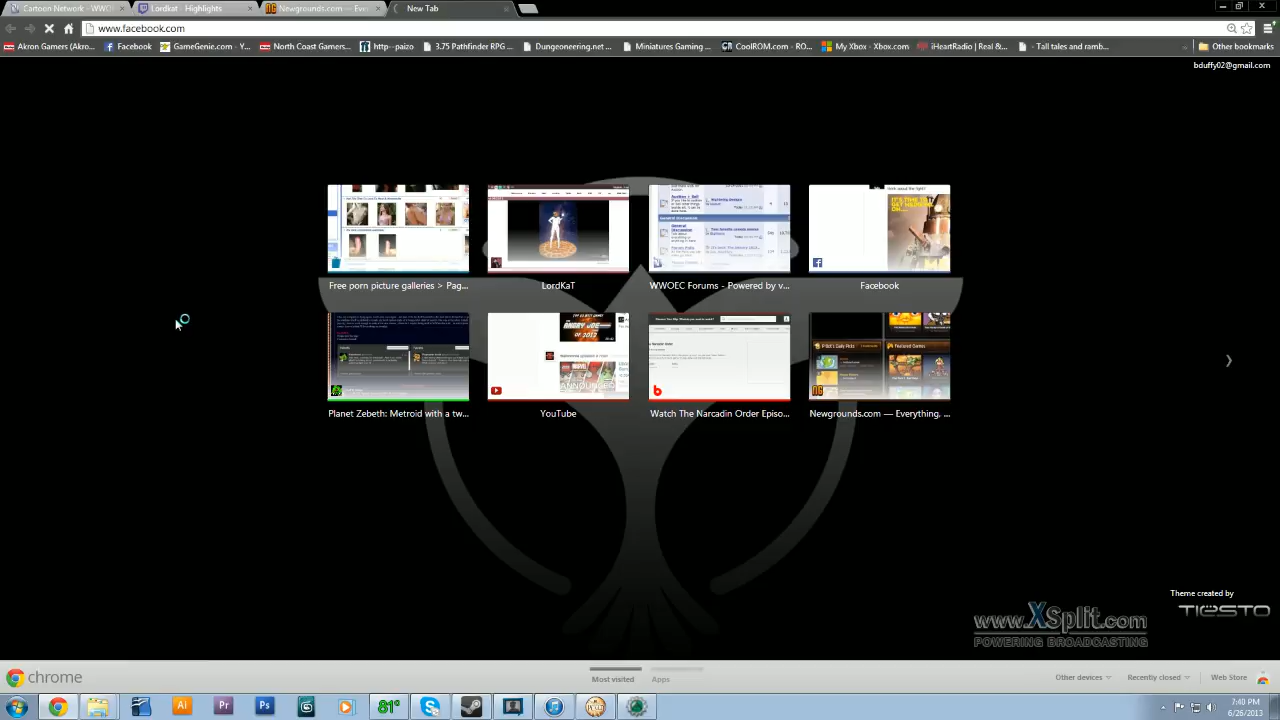 Cartoon Network - WWO
Lordkat - Highlights
Newgrounds.com — Ever
New Tab
www.facebook.com
Akron Gamers (Akro...
Facebook
GameGenie.com - Y...
North Coast Gamers...
http--paizo
3.75 Pathfinder RPG ...
Dungeoneering.net ...
Miniatures Gaming ...
CoolROM.com - RO...
My Xbox - Xbox.com
iHeartRadio | Real &...
- Tall tales and ramb...
Other bookmarks
bduffy02@gmail.com
Free porn picture galleries > Pag...
LordKaT
WWOEC Forums - Powered by v...
Facebook
Planet Zebeth: Metroid with a tw...
YouTube
Watch The Narcadin Order Episo...
Newgrounds.com — Everything, ...
Theme created by
TIËSTO
www.XSplit.com
POWERING BROADCASTING
chrome
Most visited
Apps
Other devices
Recently closed
Web Store
81°
7:40 PM
6/26/2013